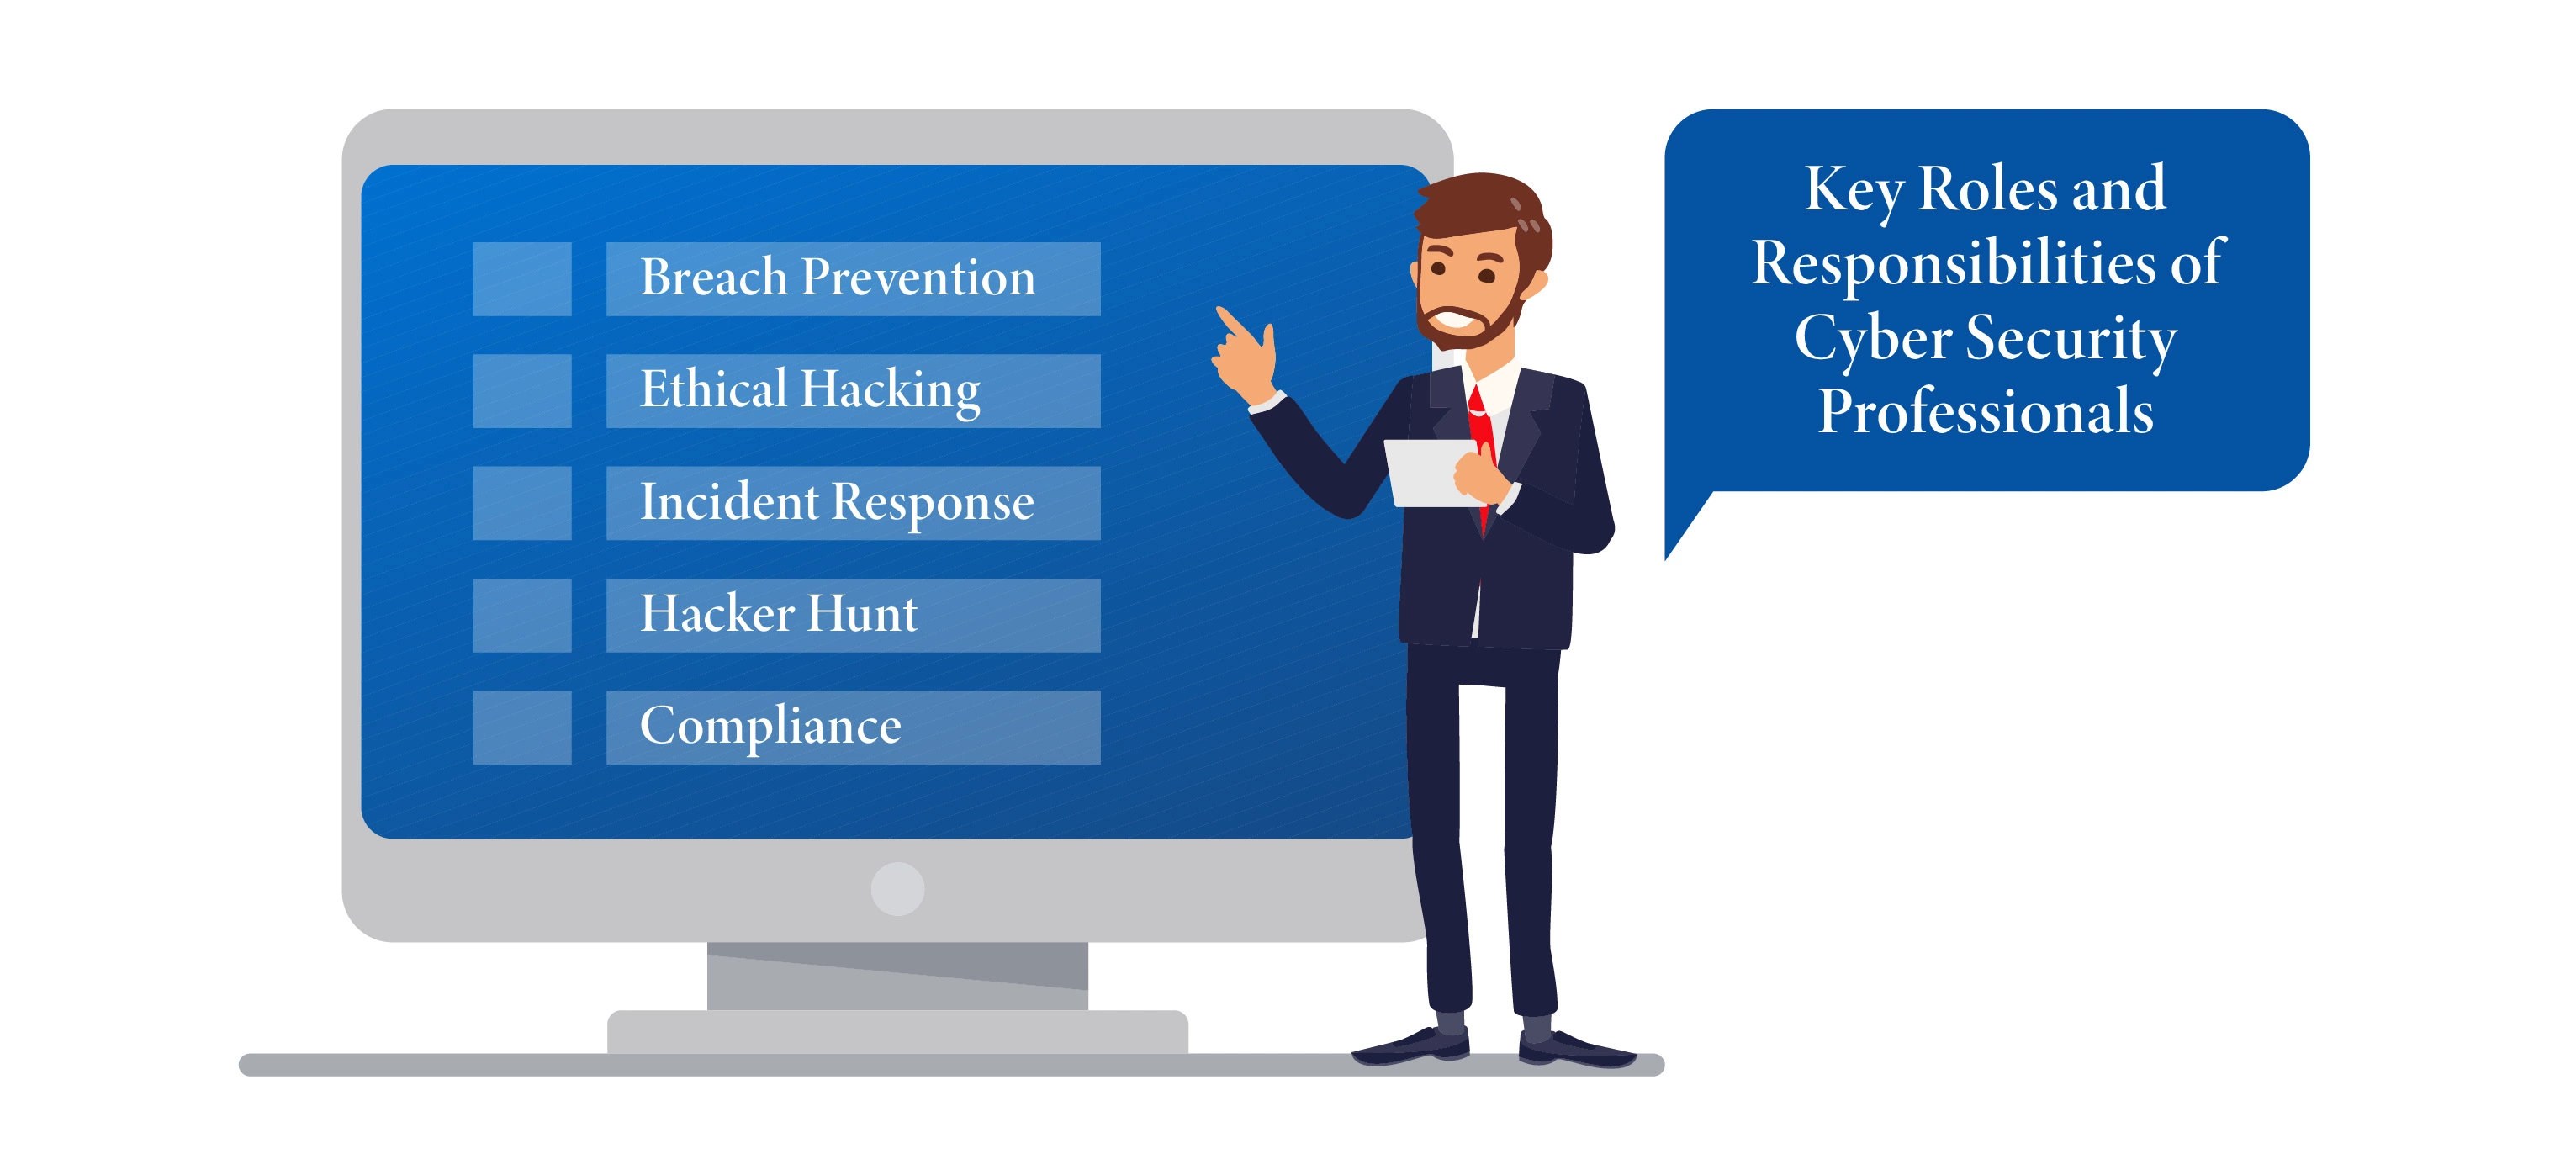 Breach Prevention
Ethical Hacking
Incident Response
Hacker Hunt
Compliance
Key Roles and
Responsibilities of
Cyber Security
Professionals